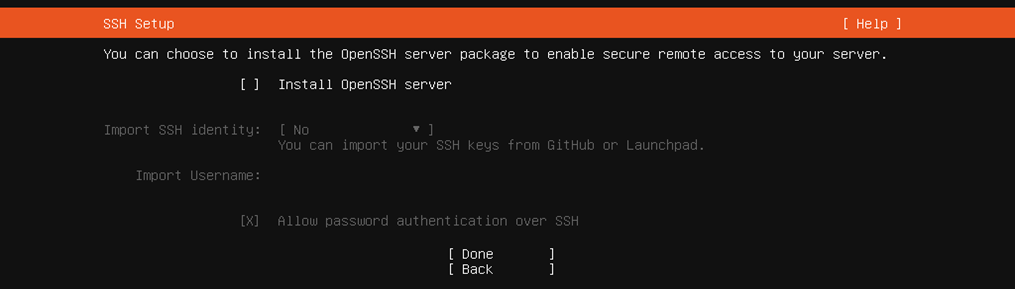 SSH Setup [ Help ]
You can choose to install the OpenSSH server package to enable secure remote access to your server.
[ ] Install OpenSSH server
Import SSH identity: [ No ▼ ]
You can import your SSH keys from GitHub or Launchpad.
Import Username:
[X] Allow password authentication over SSH
[ Done ]
[ Back ]